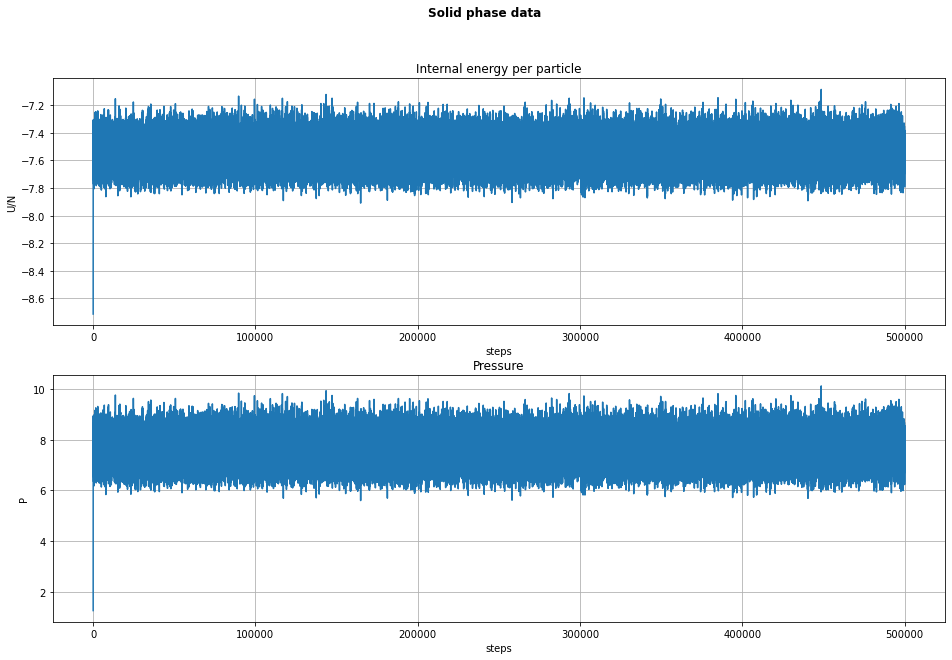 Solid phase data
Internal energy per particle
−7.2
−7.4
−7.6
−7.8
−8.0
−8.2
−8.4
−8.6
U/N
0 100000 200000 300000 400000 500000
steps
Pressure
10
8
6
4
2
P
0 100000 200000 300000 400000 500000
steps